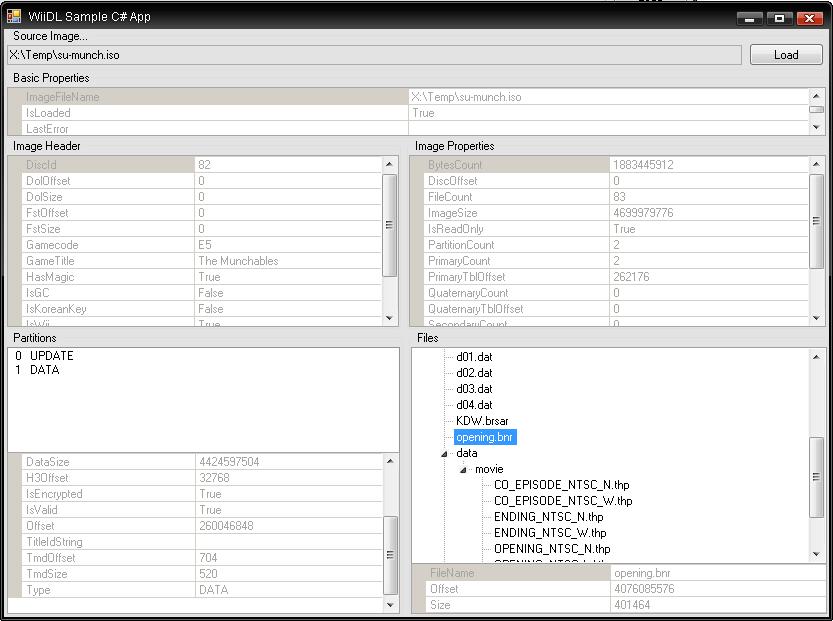 WiiDL Sample C# App
Source Image...
X:\Temp\su-munch.iso
Load
Basic Properties
ImageFileName X:\Temp\su-munch.iso
IsLoaded True
LastError
Image Header
DiscId 82
DolOffset 0
DolSize 0
FstOffset 0
FstSize 0
Gamecode E5
GameTitle The Munchables
HasMagic True
IsGC False
IsKoreanKey False
IsWii True
Image Properties
BytesCount 1883445912
DiscOffset 0
FileCount 83
ImageSize 4699979776
IsReadOnly True
PartitionCount 2
PrimaryCount 2
PrimaryTblOffset 262176
QuaternaryCount 0
QuaternaryTblOffset 0
SecondaryCount 0
Partitions
0 UPDATE
1 DATA
DataSize 4424597504
H3Offset 32768
IsEncrypted True
IsValid True
Offset 260046848
TitleIdString
TmdOffset 704
TmdSize 520
Type DATA
Files
d01.dat
d02.dat
d03.dat
d04.dat
KDW.brsar
opening.bnr
data
movie
CO_EPISODE_NTSC_N.thp
CO_EPISODE_NTSC_W.thp
ENDING_NTSC_N.thp
ENDING_NTSC_W.thp
OPENING_NTSC_N.thp
FileName opening.bnr
Offset 4076085576
Size 401464